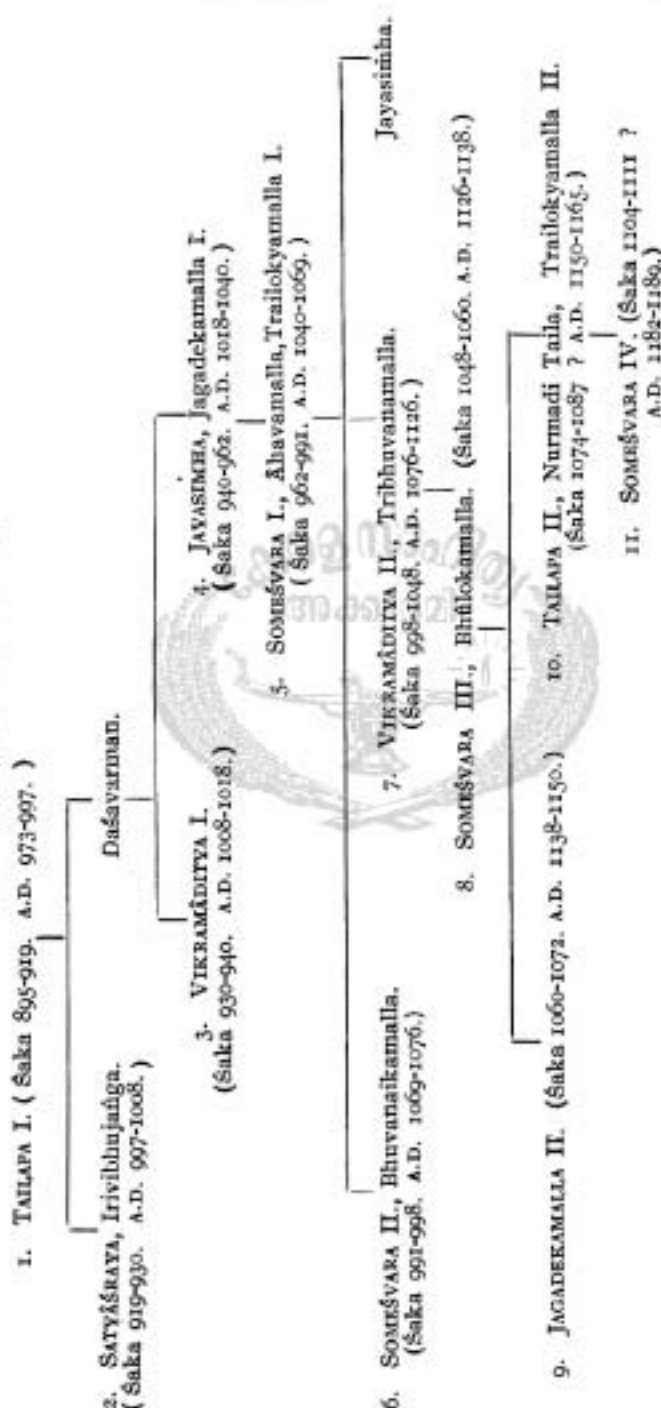 1. TAILAPA I. ( Śaka 895-919. A.D. 973-997. )
2. SATYÂŚRAYA, Irivibhujaṅga.
( Śaka 919-930. A.D. 997-1008. )
Daśavarman.
3. VIKRAMÂDITYA I.
(Śaka 930-940. A.D. 1008-1018.)
4. JAYASIṀHA, Jagadekamalla I.
( Śaka 940-962. A.D. 1018-1040. )
5. SOMEŚVARA I., Âhavamalla, Trailokyamalla I.
( Śaka 962-991. A.D. 1040-1069. )
6. SOMEŚVARA II., Bhuvanaikamalla.
(Śaka 991-998. A.D. 1069-1076.)
7. VIKRAMÂDITYA II., Tribhuvanamalla.
(Śaka 998-1048. A.D. 1076-1126. )
Jayasiṁha.
8. SOMEŚVARA III., Bhûlokamalla. (Śaka 1048-1060. A.D. 1126-1138.)
9. JAGADEKAMALLA II. (Śaka 1060-1072. A.D. 1138-1150.)
10. TAILAPA II., Nurmadi Taila, Trailokyamalla II.
(Śaka 1074-1087 ? A.D. 1150-1165. )
11. SOMEŚVARA IV. (Śaka 1104-1111 ?
A.D. 1182-1189.)